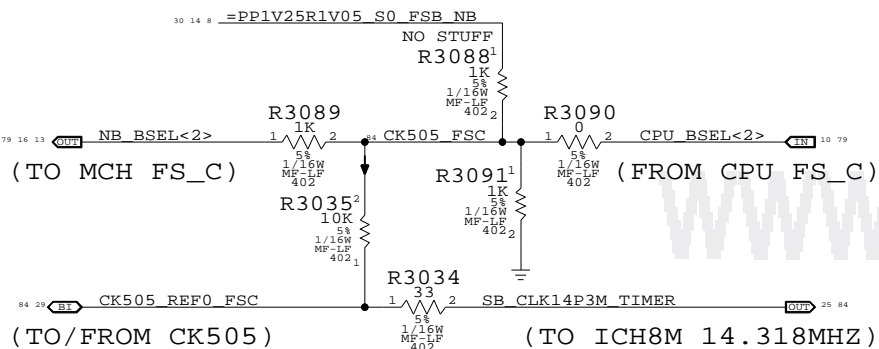 30 14 8 =PP1V25R1V05_S0_FSB_NB
NO STUFF
R3088 1
1K
5%
1/16W
MF-LF
402 2
R3089
1K
1 2
5%
1/16W
MF-LF
402
79 16 13 OUT NB_BSEL<2>
(TO MCH FS_C)
84 CK505_FSC
R3090
0
1 2
5%
1/16W
MF-LF
402
CPU_BSEL<2> IN 10 79
(FROM CPU FS_C)
R3091 1
1K
5%
1/16W
MF-LF
402 2
R3035 2
10K
5%
1/16W
MF-LF
402 1
R3034
33
1 2
5%
1/16W
MF-LF
402
84 29 BI CK505_REF0_FSC
(TO/FROM CK505)
SB_CLK14P3M_TIMER OUT 25 84
(TO ICH8M 14.318MHZ)
www